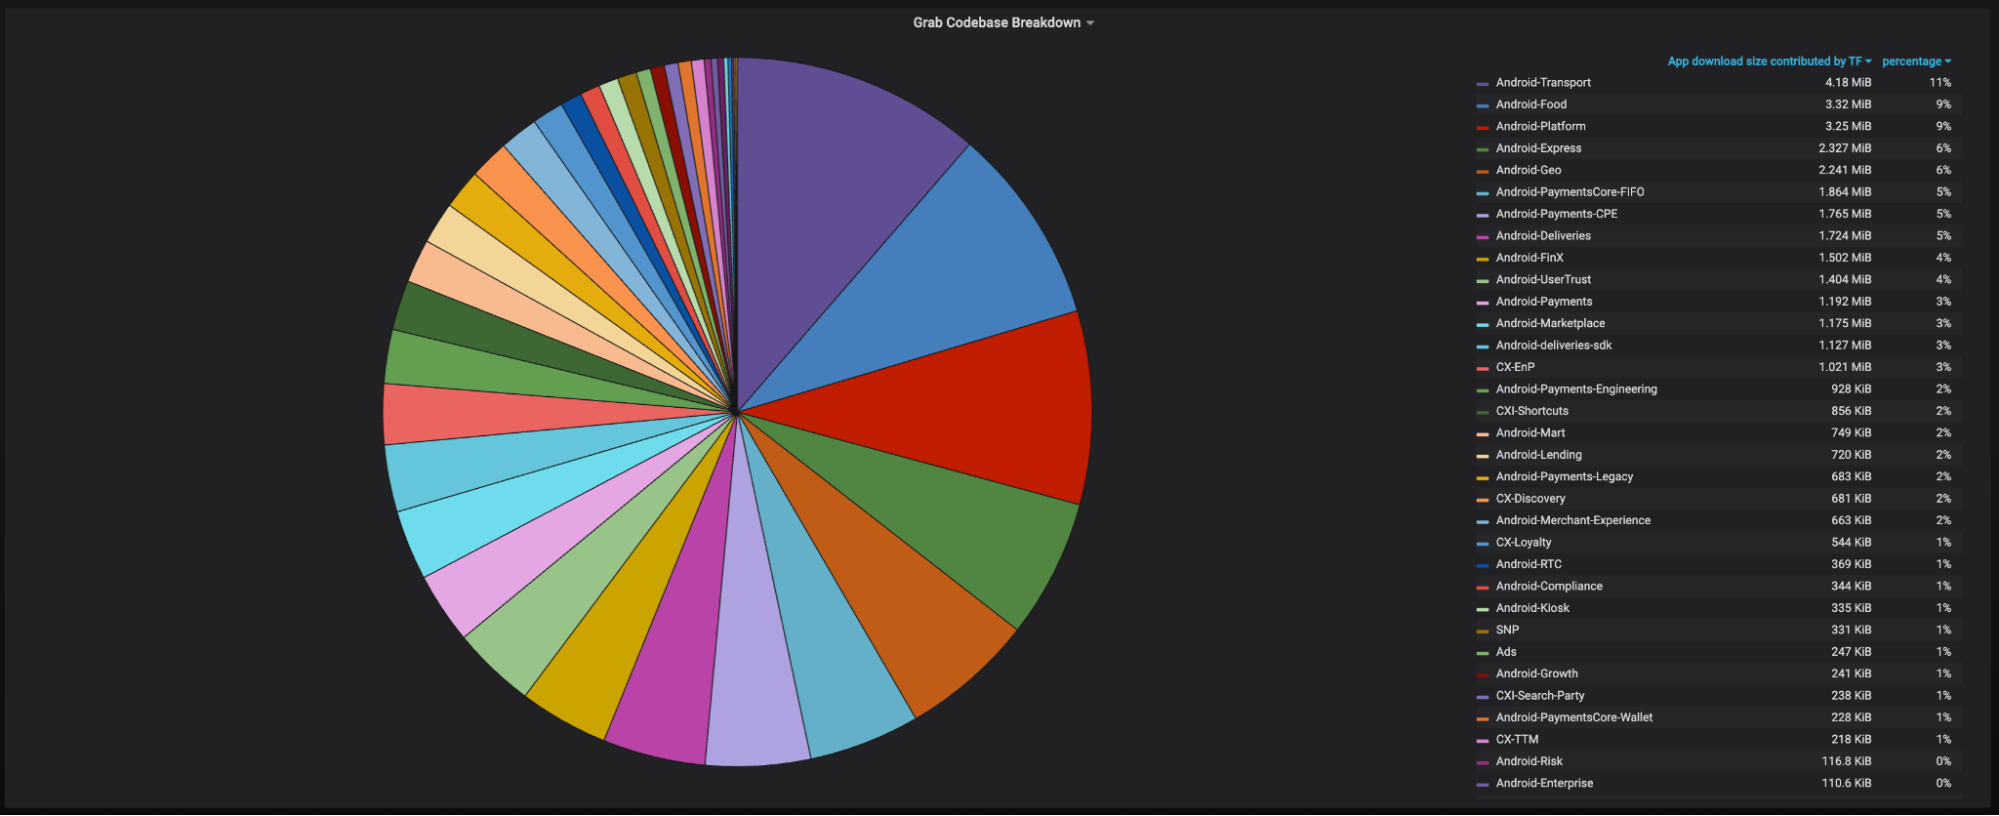 Grab Codebase Breakdown
App download size contributed by TF percentage
Android-Transport 4.18 MiB 11%
Android-Food 3.32 MiB 9%
Android-Platform 3.25 MiB 9%
Android-Express 2.327 MiB 6%
Android-Geo 2.241 MiB 6%
Android-PaymentsCore-FIFO 1.864 MiB 5%
Android-Payments-CPE 1.765 MiB 5%
Android-Deliveries 1.724 MiB 5%
Android-FinX 1.502 MiB 4%
Android-UserTrust 1.404 MiB 4%
Android-Payments 1.192 MiB 3%
Android-Marketplace 1.175 MiB 3%
Android-deliveries-sdk 1.127 MiB 3%
CX-EnP 1.021 MiB 3%
Android-Payments-Engineering 928 KiB 2%
CXI-Shortcuts 856 KiB 2%
Android-Mart 749 KiB 2%
Android-Lending 720 KiB 2%
Android-Payments-Legacy 683 KiB 2%
CX-Discovery 681 KiB 2%
Android-Merchant-Experience 663 KiB 2%
CX-Loyalty 544 KiB 1%
Android-RTC 369 KiB 1%
Android-Compliance 344 KiB 1%
Android-Kiosk 335 KiB 1%
SNP 331 KiB 1%
Ads 247 KiB 1%
Android-Growth 241 KiB 1%
CXI-Search-Party 238 KiB 1%
Android-PaymentsCore-Wallet 228 KiB 1%
CX-TTM 218 KiB 1%
Android-Risk 116.8 KiB 0%
Android-Enterprise 110.6 KiB 0%